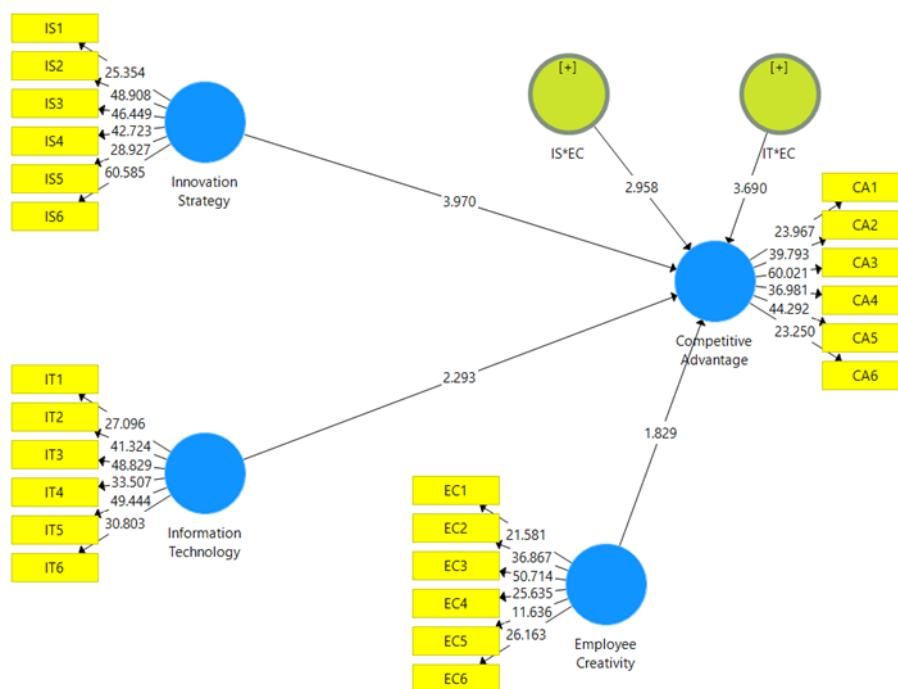 IS1
IS2
IS3
IS4
IS5
IS6
25.354
48.908
46.449
42.723
28.927
60.585
Innovation
Strategy
[+]
IS*EC
[+]
IT*EC
2.958
3.690
3.970
CA1
CA2
CA3
CA4
CA5
CA6
23.967
39.793
60.021
36.981
44.292
23.250
Competitive
Advantage
IT1
IT2
IT3
IT4
IT5
IT6
27.096
41.324
48.829
33.507
49.444
30.803
Information
Technology
2.293
1.829
EC1
EC2
EC3
EC4
EC5
EC6
21.581
36.867
50.714
25.635
11.636
26.163
Employee
Creativity